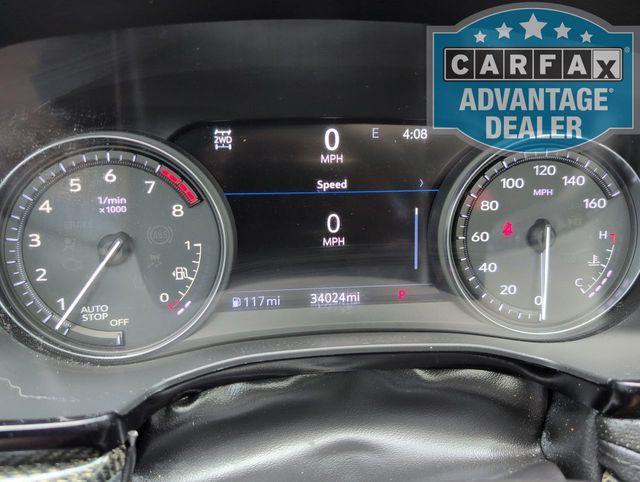 CARFAX
ADVANTAGE
DEALER
2WD
0
MPH
E
4:08
Speed
0
MPH
117mi
34024mi
P
1/min
x1000
1
2
3
4
5
6
7
8
ABS
AUTO
STOP
OFF
1
0
MPH
0
20
40
60
80
100
120
140
160
H
C